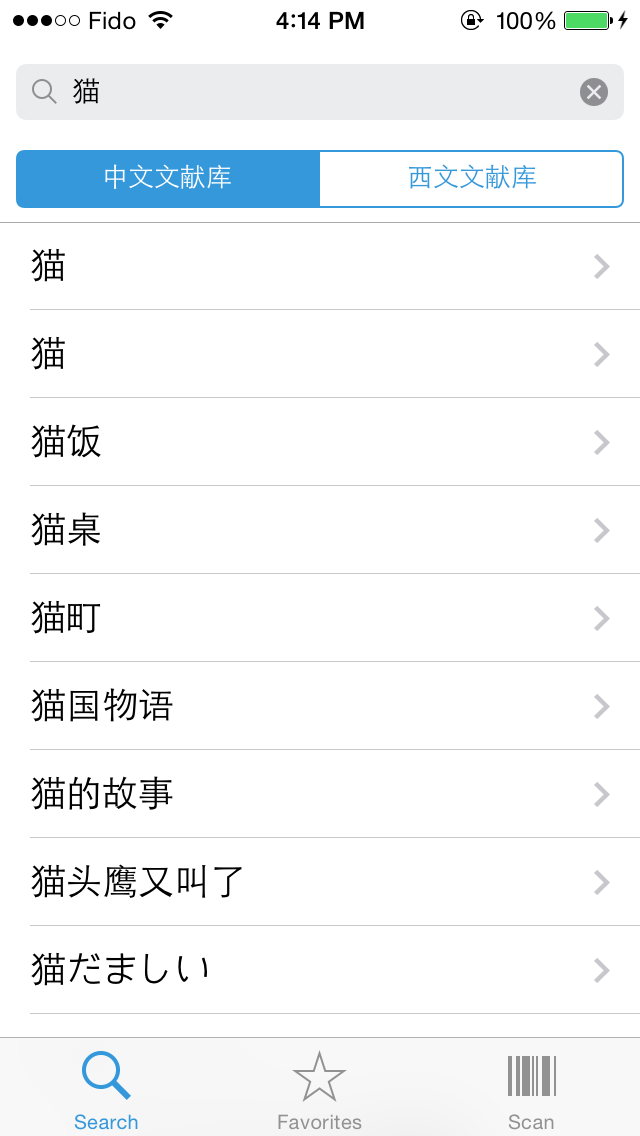 Fido 4:14 PM 100%
猫
中文文献库 西文文献库
猫
猫
猫饭
猫桌
猫町
猫国物语
猫的故事
猫头鹰又叫了
猫だましい
Search Favorites Scan